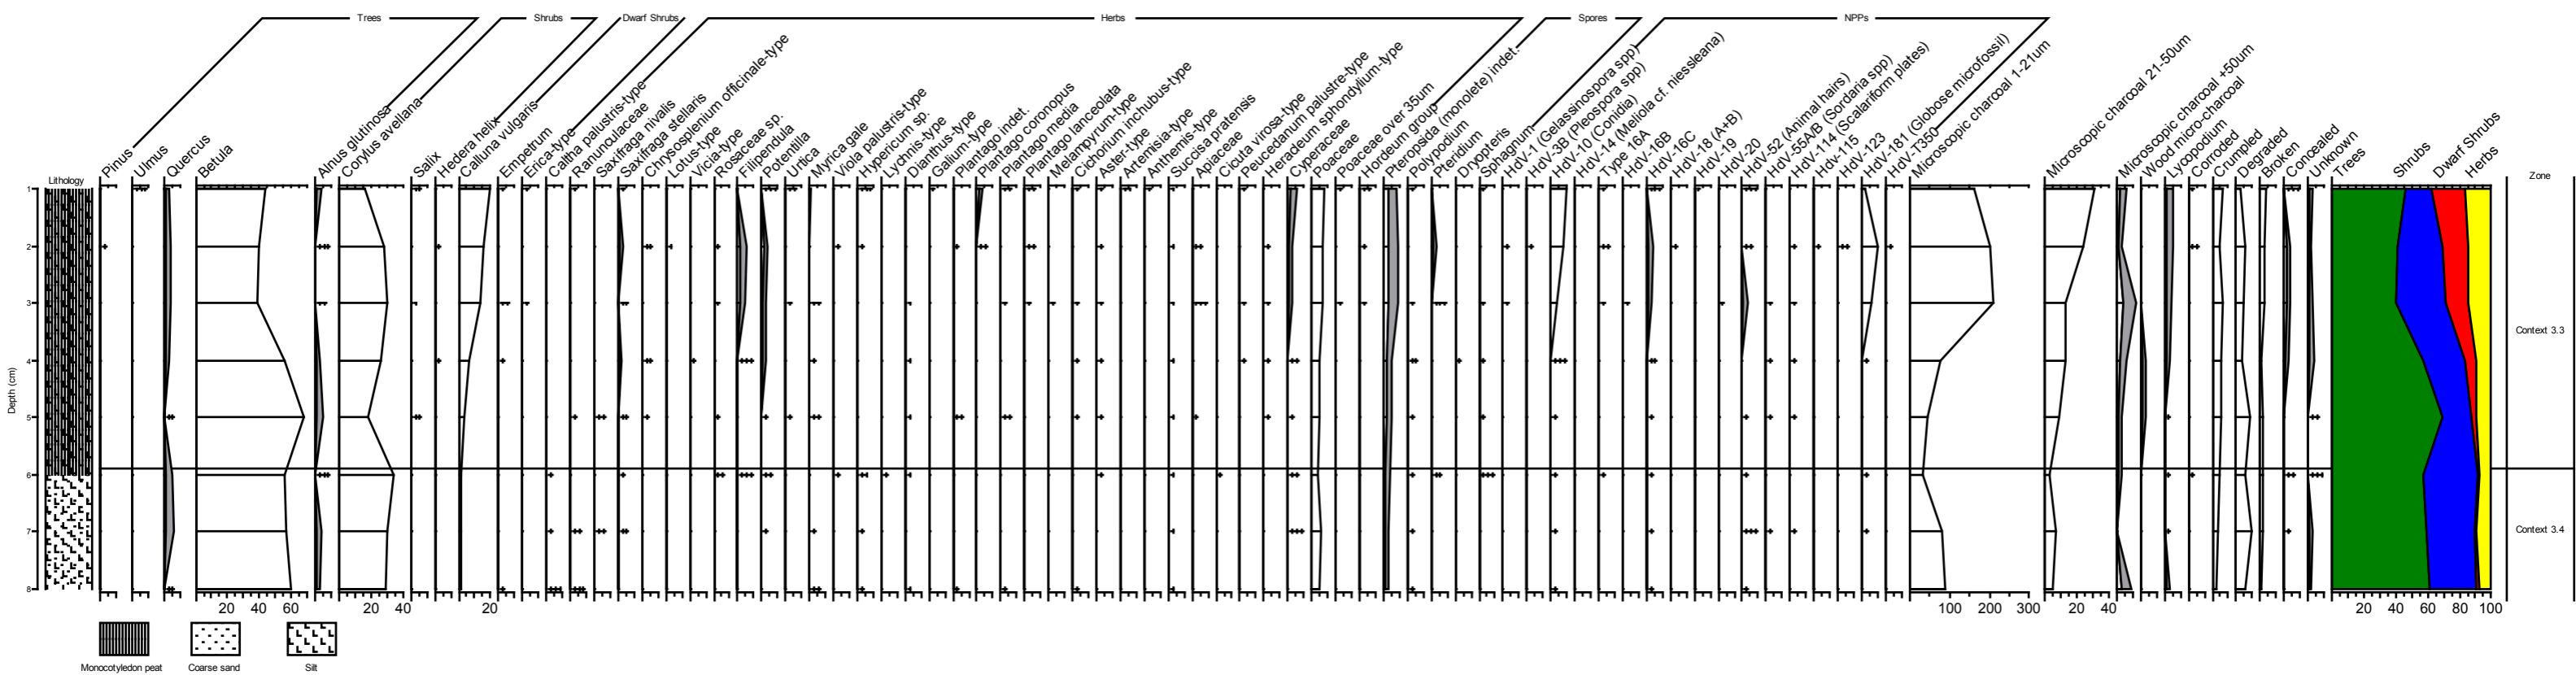 Trees
Shrubs
Dwarf Shrubs
Herbs
Spores
NPPs
Lithology
Pinus
Ulmus
Quercus
Betula
Alnus glutinosa
Corylus avellana
Salix
Hedera helix
Calluna vulgaris
Empetrum
Erica-type
Caltha palustris-type
Ranunculaceae
Saxifraga nivalis
Saxifraga stellaris
Chrysosplenium officinale-type
Lotus-type
Vicia-type
Rosaceae sp.
Filipendula
Potentilla
Urtica
Myrica gale
Viola palustris-type
Hypericum sp.
Lychnis-type
Dianthus-type
Galium-type
Plantago indet.
Plantago coronopus
Plantago media
Plantago lanceolata
Melampyrum-type
Cichorium inchubus-type
Aster-type
Artemisia-type
Anthemis-type
Succisa pratensis
Apiaceae
Cicuta virosa-type
Peucedanum palustre-type
Heracleum sphondylium-type
Cyperaceae
Poaceae
Poaceae over 35um
Hordeum group
Pteropsida (monolete) indet.
Polypodium
Pteridium
Dryopteris
Sphagnum
HdV-1 (Gelassinospora spp)
HdV-3B (Pleospora spp)
HdV-10 (Conidia)
HdV-14 (Meliola cf. niessleana)
Type 16A
HdV-16B
HdV-16C
HdV-18 (A+B)
HdV-19
HdV-20
HdV-52 (Animal hairs)
HdV-55A/B (Sordaria spp)
HdV-114 (Scalariform plates)
HdV-115
HdV-123
HdV-181 (Globose microfossil)
HdV-T350
Microscopic charcoal 1-21um
Microscopic charcoal 21-50um
Microscopic charcoal +50um
Wood micro-charcoal
Lycopodium
Corroded
Crumpled
Degraded
Broken
Concealed
Unknown
Trees
Shrubs
Dwarf Shrubs
Herbs
Zone
Depth (cm)
1
2
3
4
5
6
7
8
Context 3.3
Context 3.4
20 40 60
20 40
20
100 200 300
20 40
20 40 60 80 100
Monocotyledon peat
Coarse sand
Silt